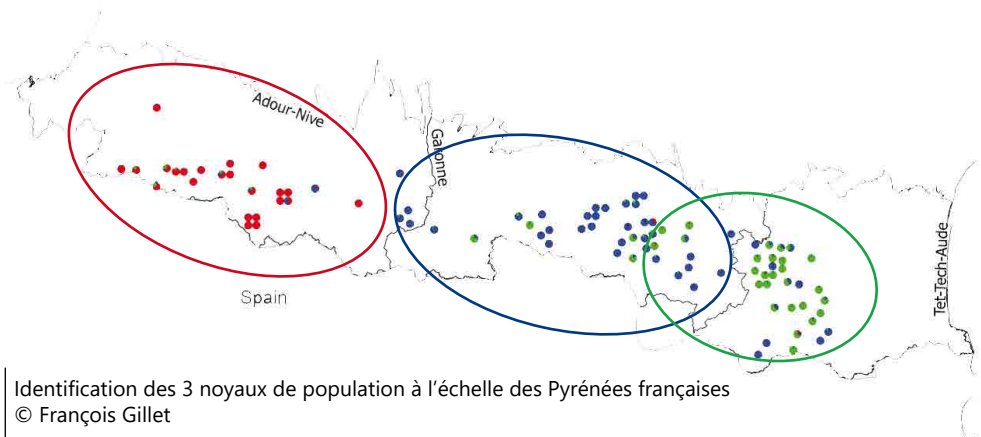 Adour-Nive
Garonne
Tet-Tech-Aude
Spain
Identification des 3 noyaux de population à l'échelle des Pyrénées françaises
© François Gillet